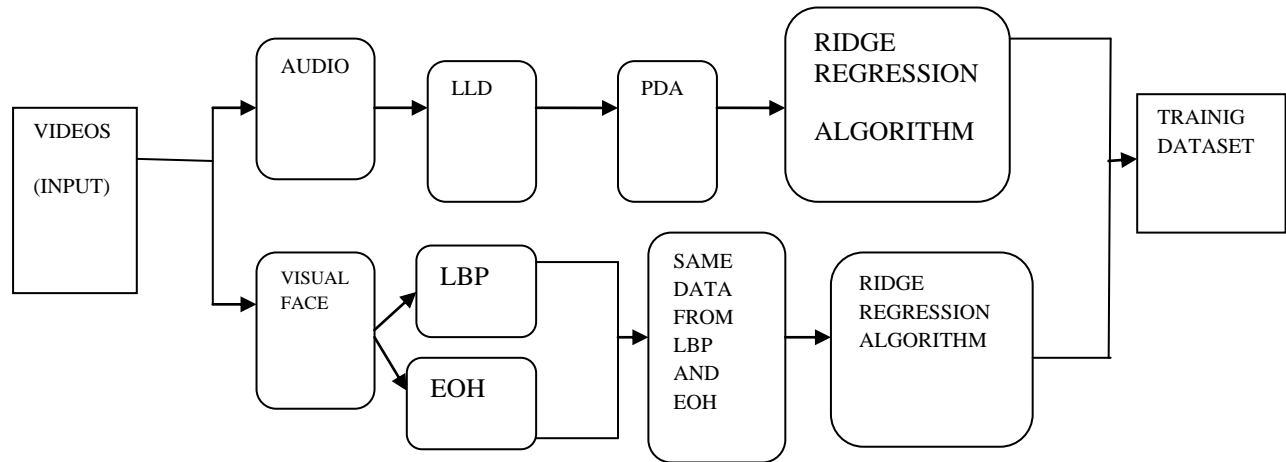 VIDEOS
(INPUT)
AUDIO
LLD
PDA
RIDGE
REGRESSION
ALGORITHM
TRAINIG
DATASET
VISUAL
FACE
LBP
EOH
SAME
DATA
FROM
LBP
AND
EOH
RIDGE
REGRESSION
ALGORITHM